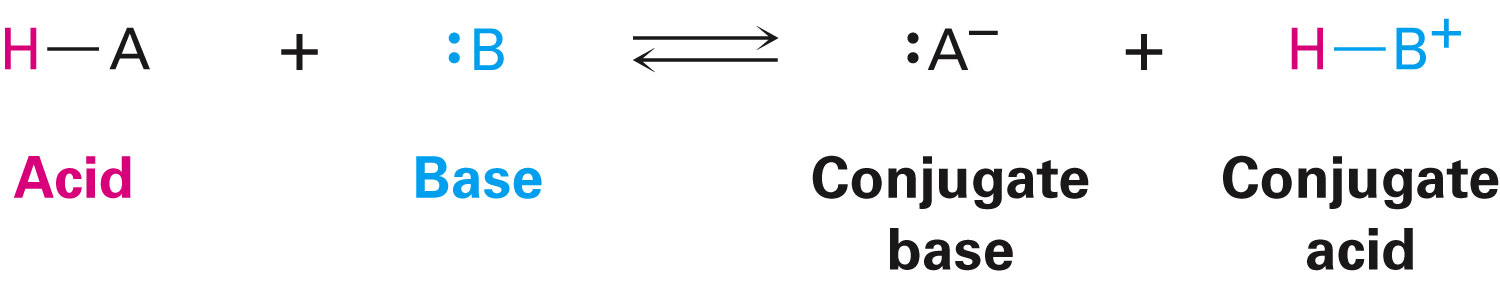 H—A + :B ⇌ :A⁻ + H—B⁺
Acid Base Conjugate base Conjugate acid